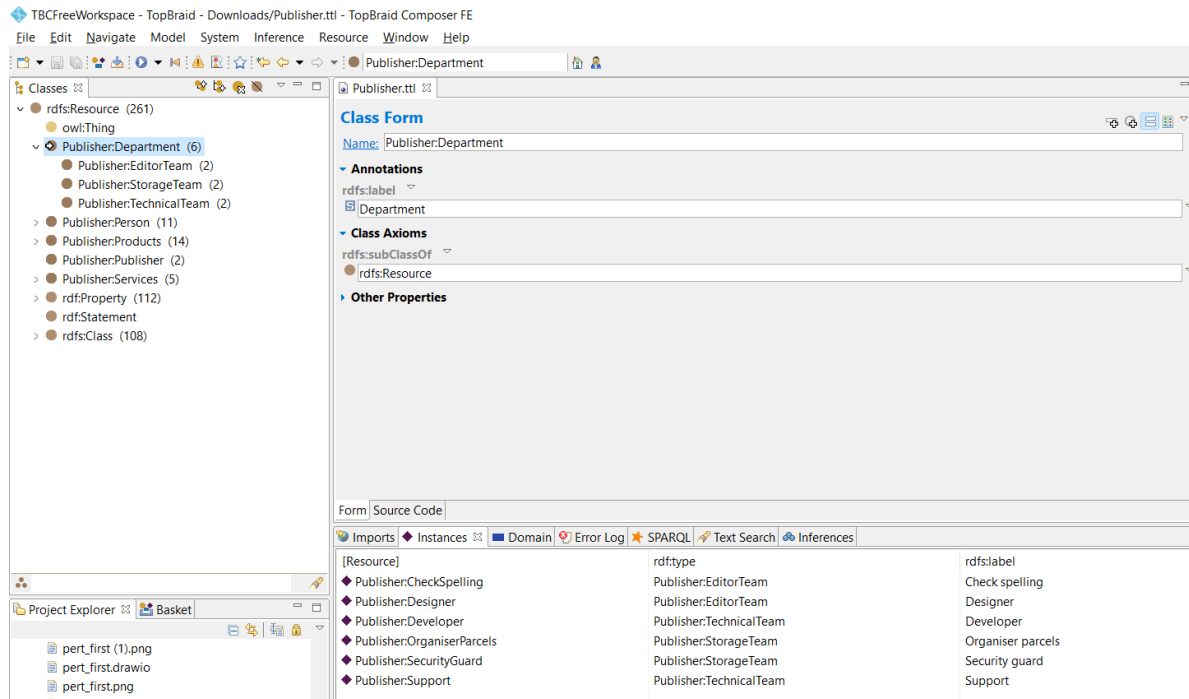 TBCFreeWorkspace - TopBraid - Downloads/Publisher.ttl - TopBraid Composer FE
File Edit Navigate Model System Inference Resource Window Help
Publisher:Department
Classes
rdfs:Resource (261)
owl:Thing
Publisher:Department (6)
Publisher:EditorTeam (2)
Publisher:StorageTeam (2)
Publisher:TechnicalTeam (2)
Publisher:Person (11)
Publisher:Products (14)
Publisher:Publisher (2)
Publisher:Services (5)
rdf:Property (112)
rdf:Statement
rdfs:Class (108)
Project Explorer Basket
pert_first (1).png
pert_first.drawio
pert_first.png
Publisher.ttl
Class Form
Name: Publisher:Department
Annotations
rdfs:label
S Department
Class Axioms
rdfs:subClassOf
rdfs:Resource
Other Properties
Form Source Code
Imports Instances Domain Error Log SPARQL Text Search Inferences
[Resource] rdf:type rdfs:label
Publisher:CheckSpelling Publisher:EditorTeam Check spelling
Publisher:Designer Publisher:EditorTeam Designer
Publisher:Developer Publisher:TechnicalTeam Developer
Publisher:OrganiserParcels Publisher:StorageTeam Organiser parcels
Publisher:SecurityGuard Publisher:StorageTeam Security guard
Publisher:Support Publisher:TechnicalTeam Support